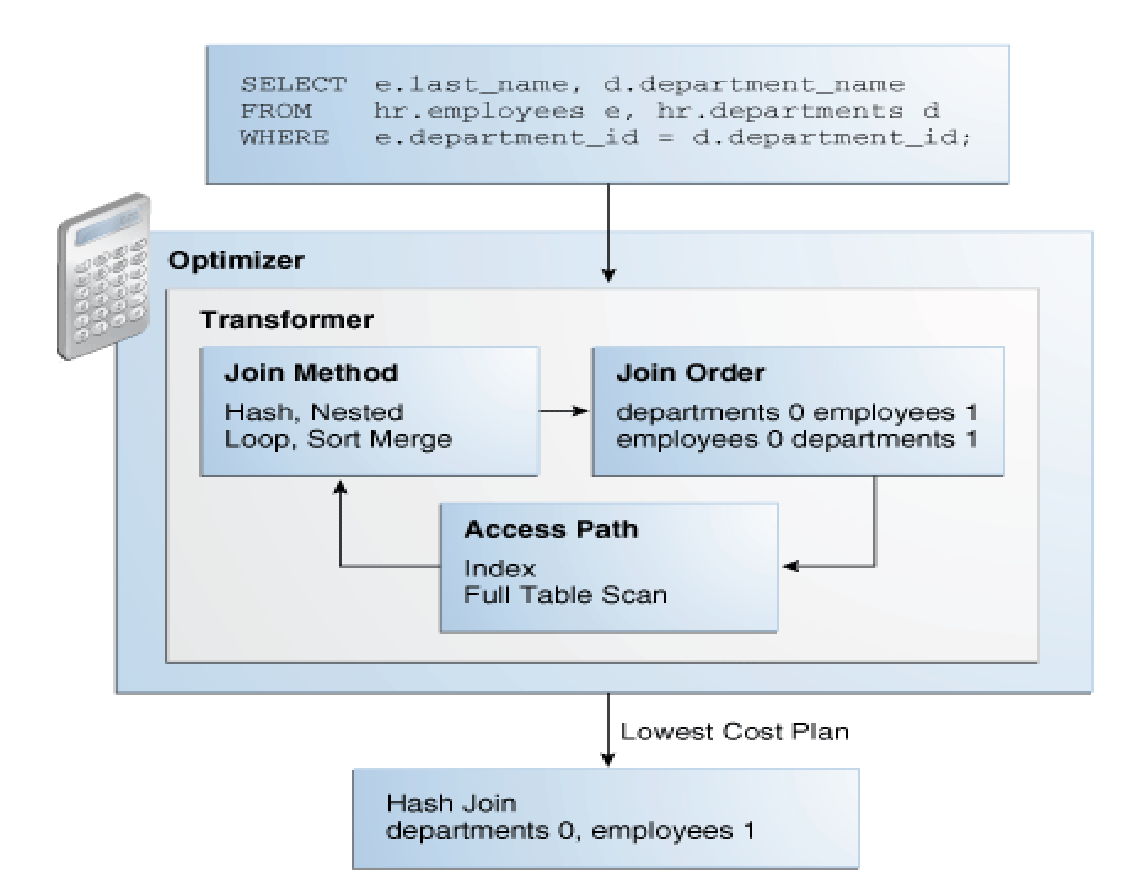 SELECT e.last_name, d.department_name
FROM hr.employees e, hr.departments d
WHERE e.department_id = d.department_id;
Optimizer
Transformer
Join Method
Hash, Nested
Loop, Sort Merge
Join Order
departments 0 employees 1
employees 0 departments 1
Access Path
Index
Full Table Scan
Lowest Cost Plan
Hash Join
departments 0, employees 1